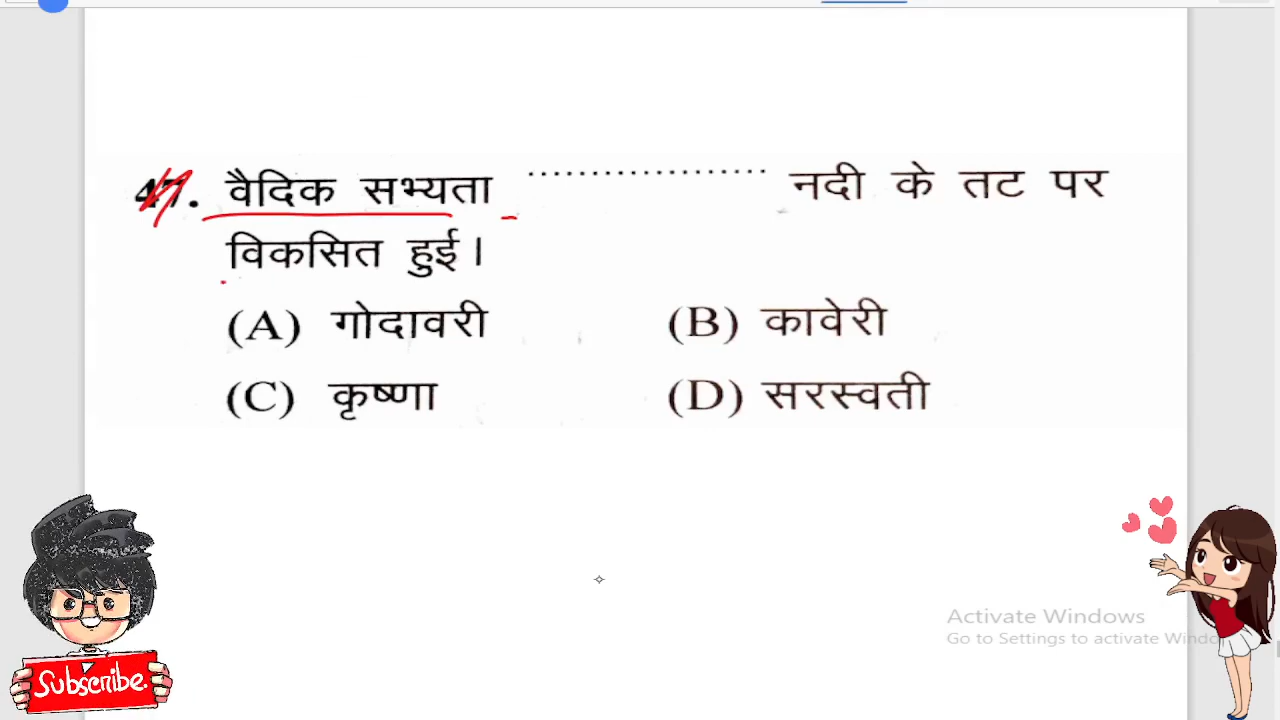 47. वैदिक सभ्यता .................. नदी के तट पर
विकसित हुई।
(A) गोदावरी (B) कावेरी
(C) कृष्णा (D) सरस्वती
Activate Windows
Go to Settings to activate Windo
Subscribe.